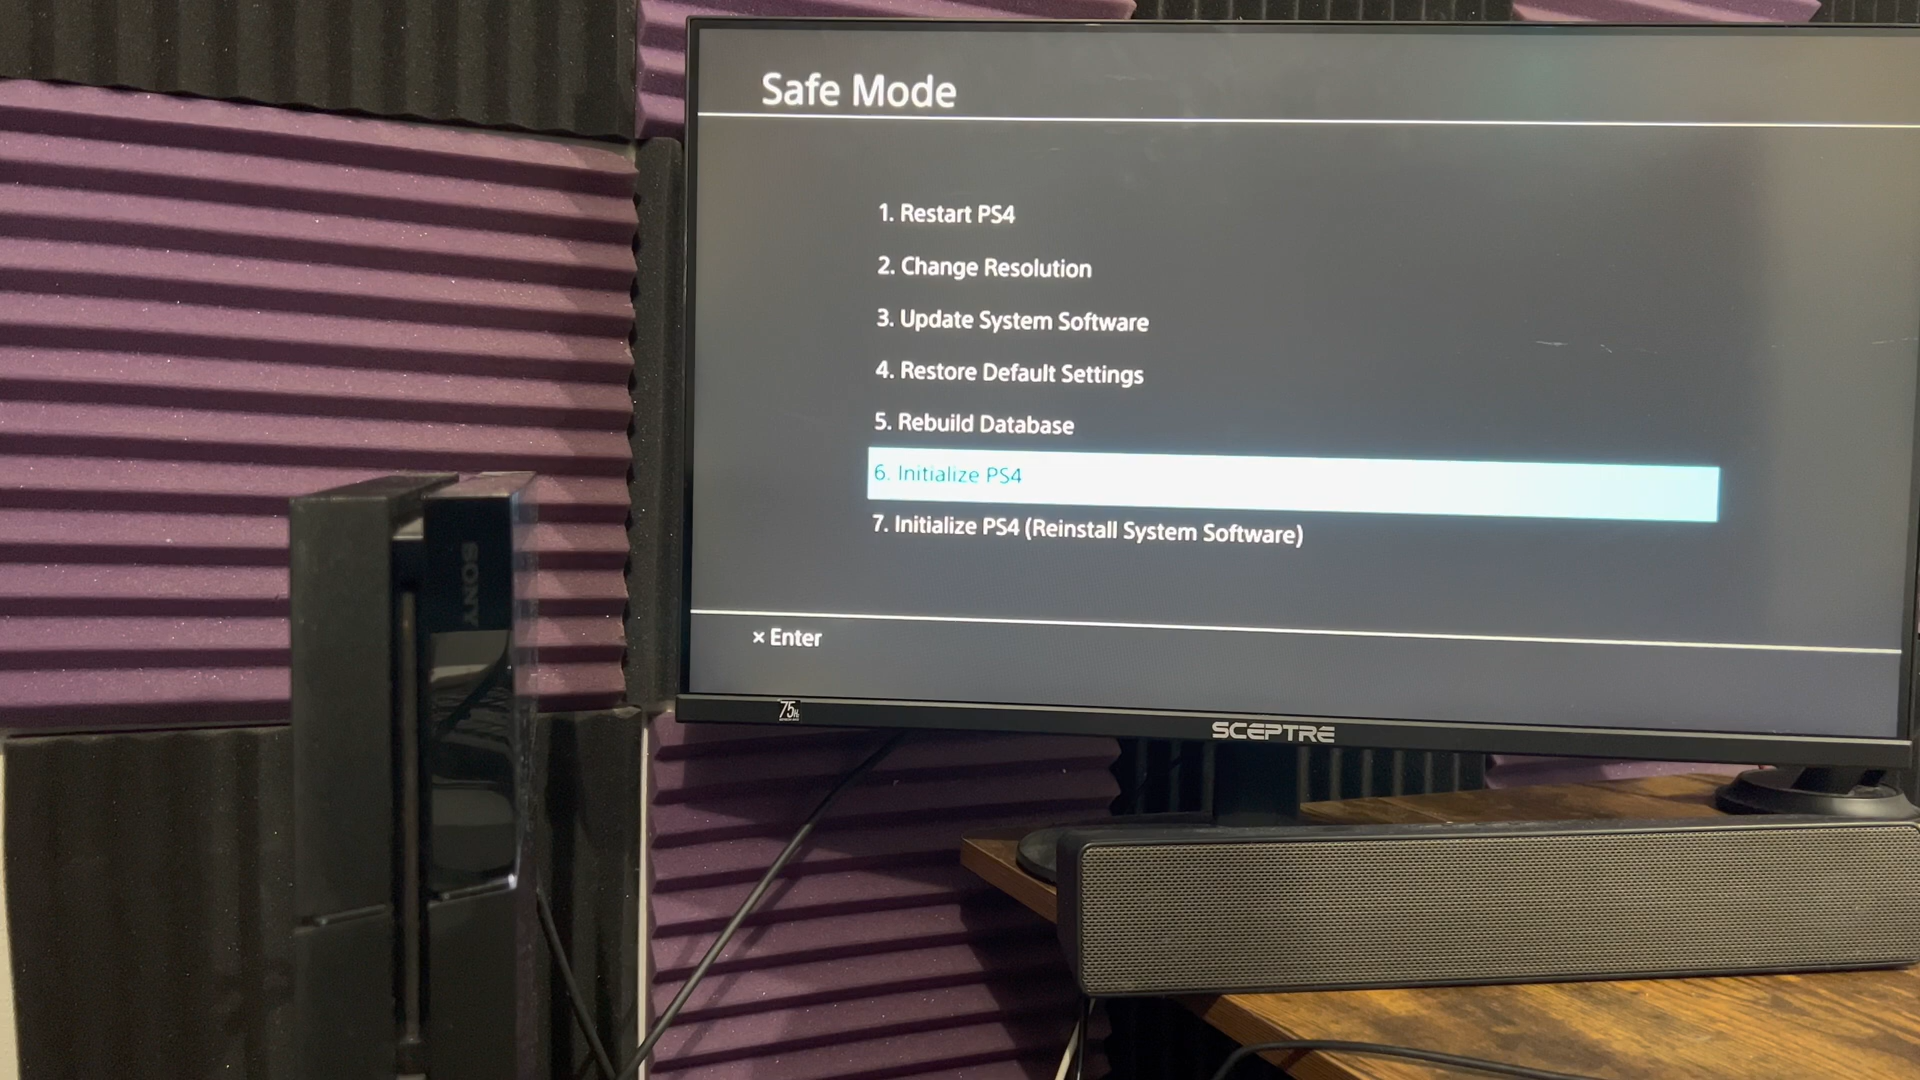 Safe Mode
1. Restart PS4
2. Change Resolution
3. Update System Software
4. Restore Default Settings
5. Rebuild Database
6. Initialize PS4
7. Initialize PS4 (Reinstall System Software)
× Enter
75Hz
SCEPTRE
SONY